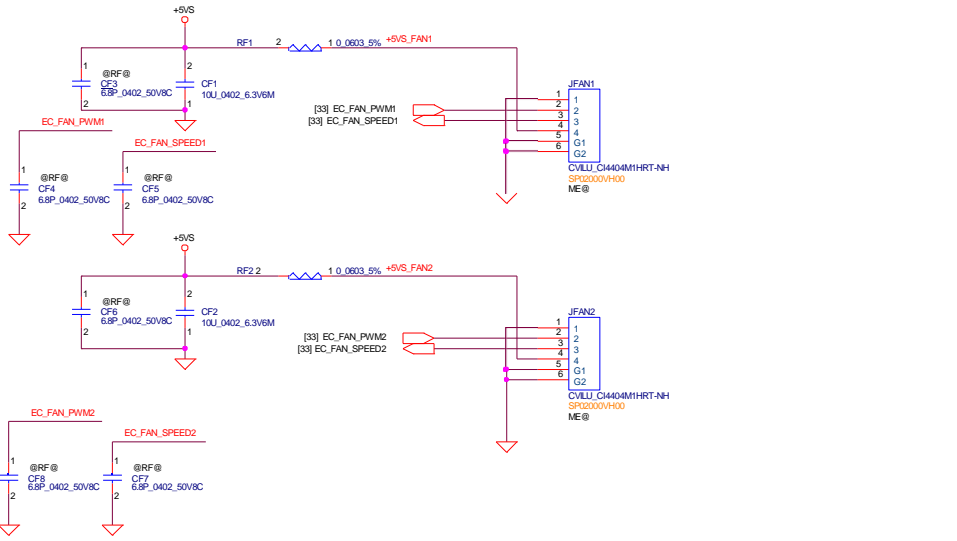 +5VS
RF1 2 1 0_0603_5% +5VS_FAN1
1 2
@RF@
CF3 CF1
6.8P_0402_50V8C 10U_0402_6.3V6M
2 1
JFAN1
[33] EC_FAN_PWM1
[33] EC_FAN_SPEED1
1 1
2 2
3 3
4 4
5 G1
6 G2
CVILU_CI4404M1HRT-NH
SP02000VH00
ME@
EC_FAN_PWM1
EC_FAN_SPEED1
1 1
@RF@ @RF@
CF4 CF5
6.8P_0402_50V8C 6.8P_0402_50V8C
2 2
+5VS
RF2 2 1 0_0603_5% +5VS_FAN2
1 2
@RF@
CF6 CF2
6.8P_0402_50V8C 10U_0402_6.3V6M
2 1
JFAN2
[33] EC_FAN_PWM2
[33] EC_FAN_SPEED2
1 1
2 2
3 3
4 4
5 G1
6 G2
CVILU_CI4404M1HRT-NH
SP02000VH00
ME@
EC_FAN_PWM2
EC_FAN_SPEED2
1 1
@RF@ @RF@
CF8 CF7
6.8P_0402_50V8C 6.8P_0402_50V8C
2 2